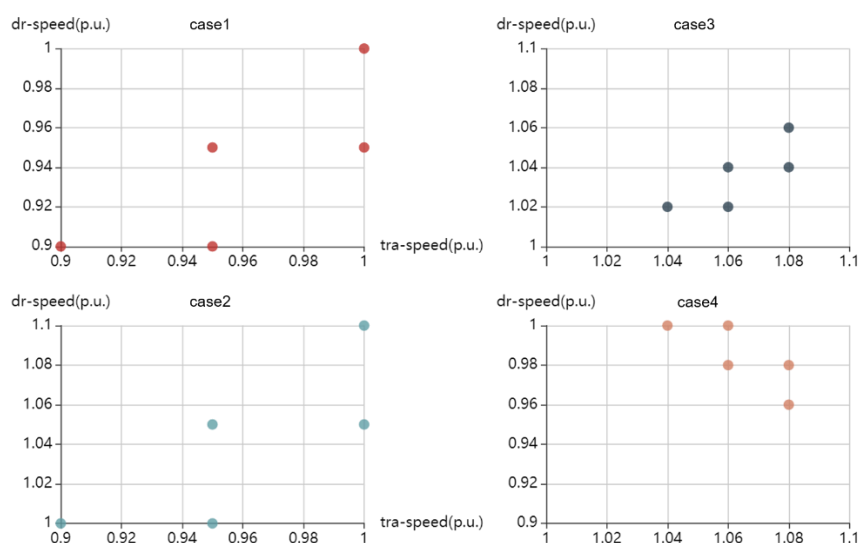 dr-speed(p.u.) case1
1
0.98
0.96
0.94
0.92
0.9
0.9 0.92 0.94 0.96 0.98 1
tra-speed(p.u.)
dr-speed(p.u.) case3
1.1
1.08
1.06
1.04
1.02
1
1 1.02 1.04 1.06 1.08 1.1
dr-speed(p.u.) case2
1.1
1.08
1.06
1.04
1.02
1
0.9 0.92 0.94 0.96 0.98 1
tra-speed(p.u.)
dr-speed(p.u.) case4
1
0.98
0.96
0.94
0.92
0.9
1 1.02 1.04 1.06 1.08 1.1